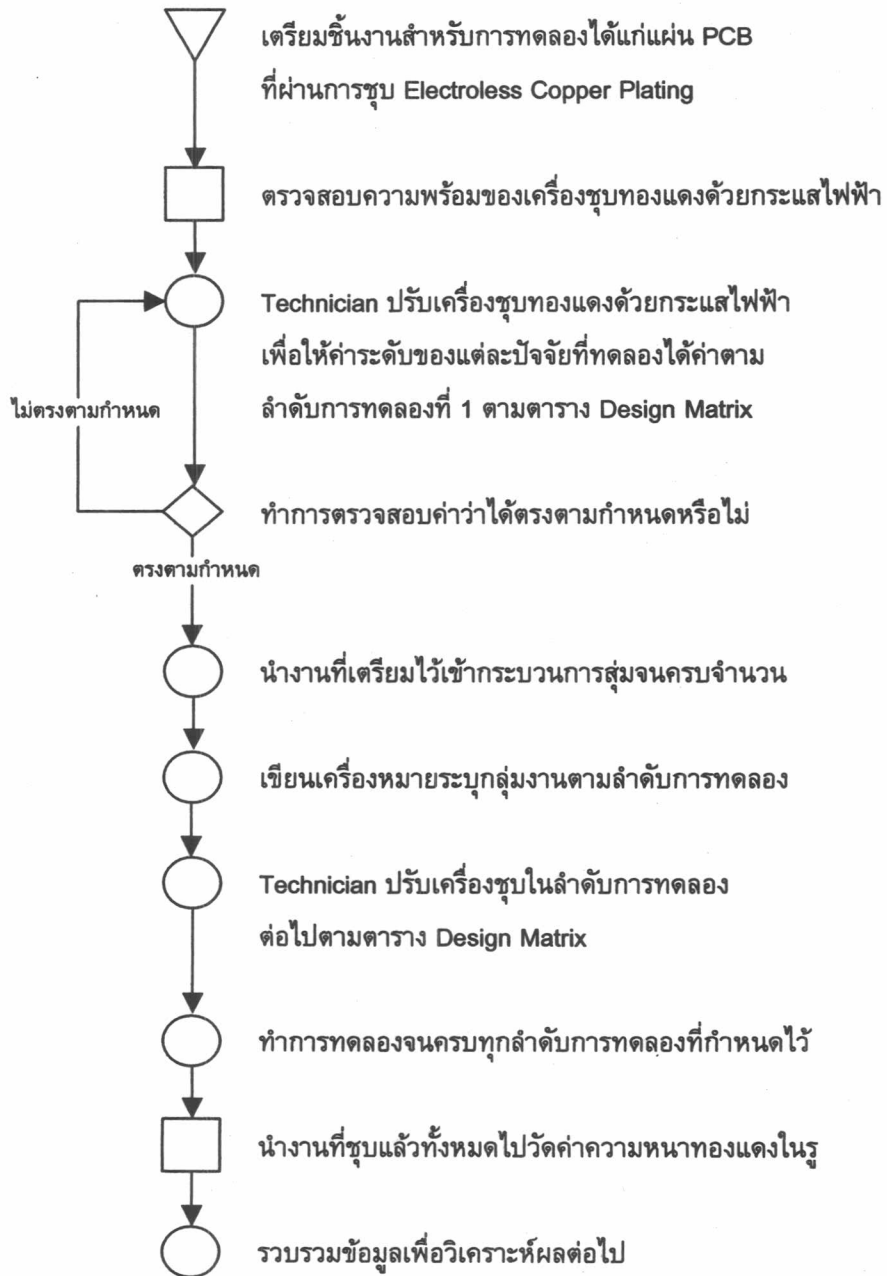 เตรียมชิ้นงานสำหรับการทดลองได้แก่แผ่น PCB
ที่ผ่านการชุบ Electroless Copper Plating
ตรวจสอบความพร้อมของเครื่องชุบทองแดงด้วยกระแสไฟฟ้า
Technician ปรับเครื่องชุบทองแดงด้วยกระแสไฟฟ้า
เพื่อให้ค่าระดับของแต่ละปัจจัยที่ทดลองได้ค่าตาม
ลำดับการทดลองที่ 1 ตามตาราง Design Matrix
ไม่ตรงตามกำหนด
ทำการตรวจสอบค่าว่าได้ตรงตามกำหนดหรือไม่
ตรงตามกำหนด
นำงานที่เตรียมไว้เข้ากระบวนการสุ่มจนครบจำนวน
เขียนเครื่องหมายระบุกลุ่มงานตามลำดับการทดลอง
Technician ปรับเครื่องชุบในลำดับการทดลอง
ต่อไปตามตาราง Design Matrix
ทำการทดลองจนครบทุกลำดับการทดลองที่กำหนดไว้
นำงานที่ชุบแล้วทั้งหมดไปวัดค่าความหนาทองแดงในรู
รวบรวมข้อมูลเพื่อวิเคราะห์ผลต่อไป